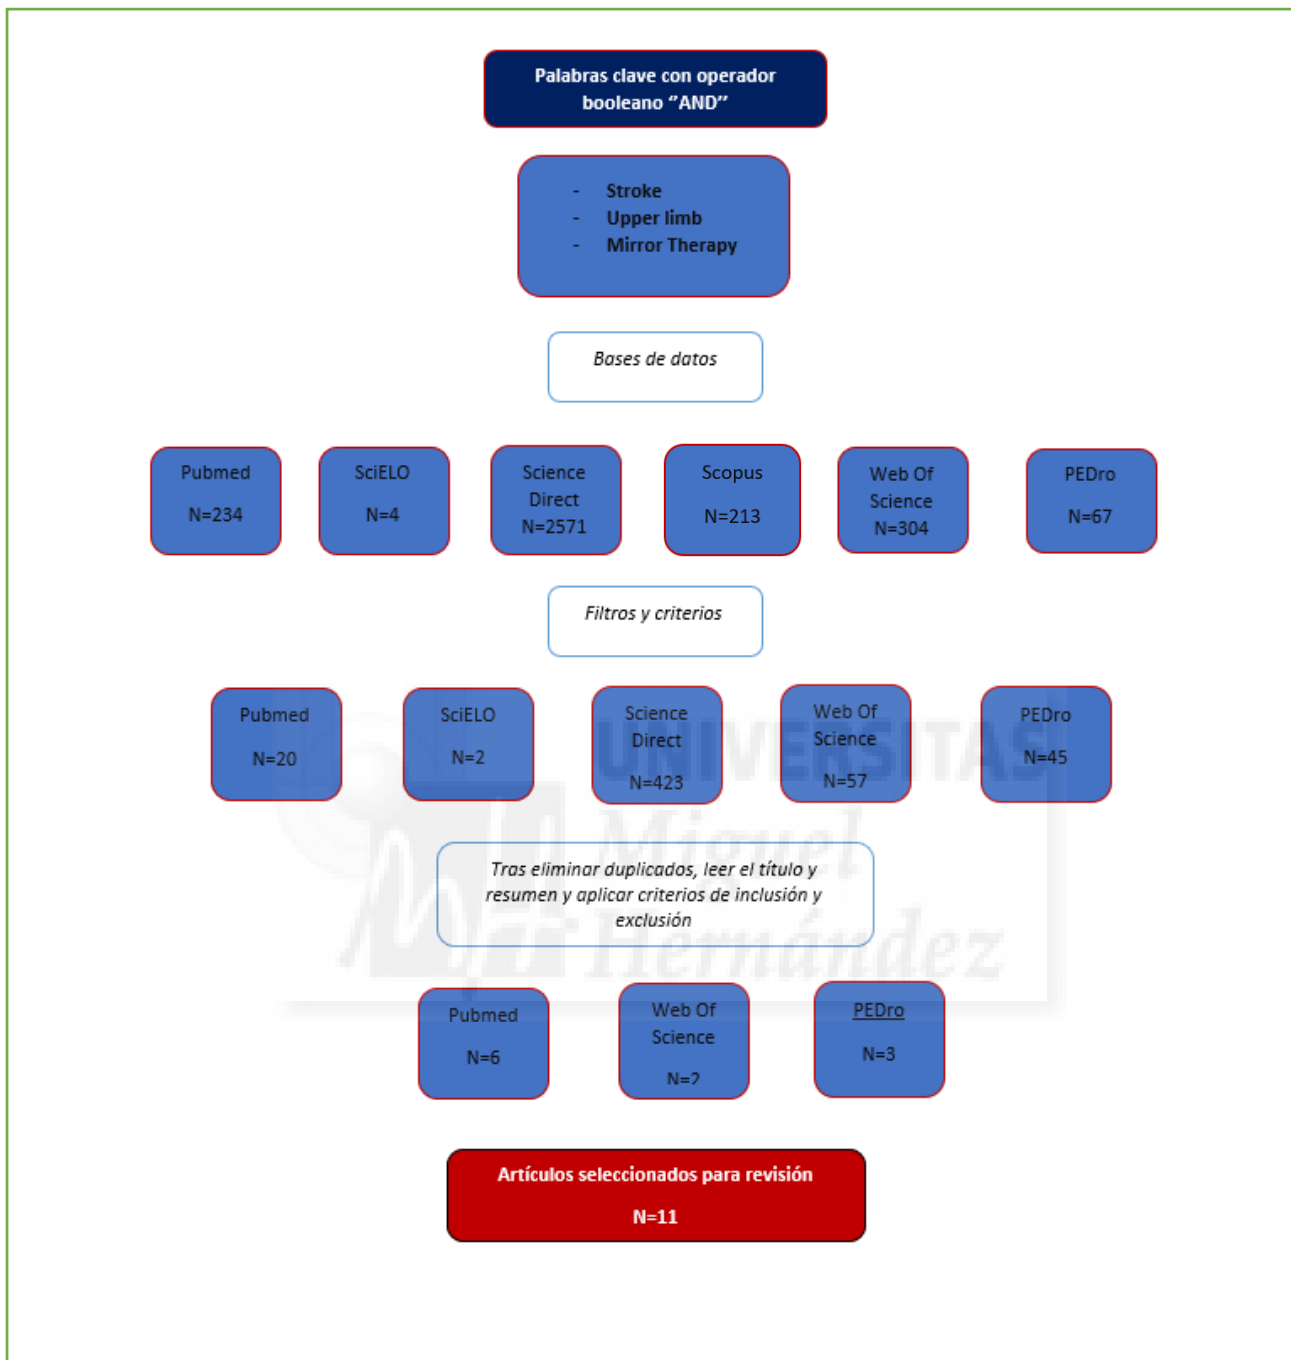 Palabras clave con operador
booleano “AND”
- Stroke
- Upper limb
- Mirror Therapy
Bases de datos
Pubmed
N=234
SciELO
N=4
Science
Direct
N=2571
Scopus
N=213
Web Of
Science
N=304
PEDro
N=67
Filtros y criterios
Pubmed
N=20
SciELO
N=2
Science
Direct
N=423
Web Of
Science
N=57
PEDro
N=45
UNIVERSITAS
Miguel
Hernández
Tras eliminar duplicados, leer el título y
resumen y aplicar criterios de inclusión y
exclusión
Pubmed
N=6
Web Of
Science
N=2
PEDro
N=3
Artículos seleccionados para revisión
N=11